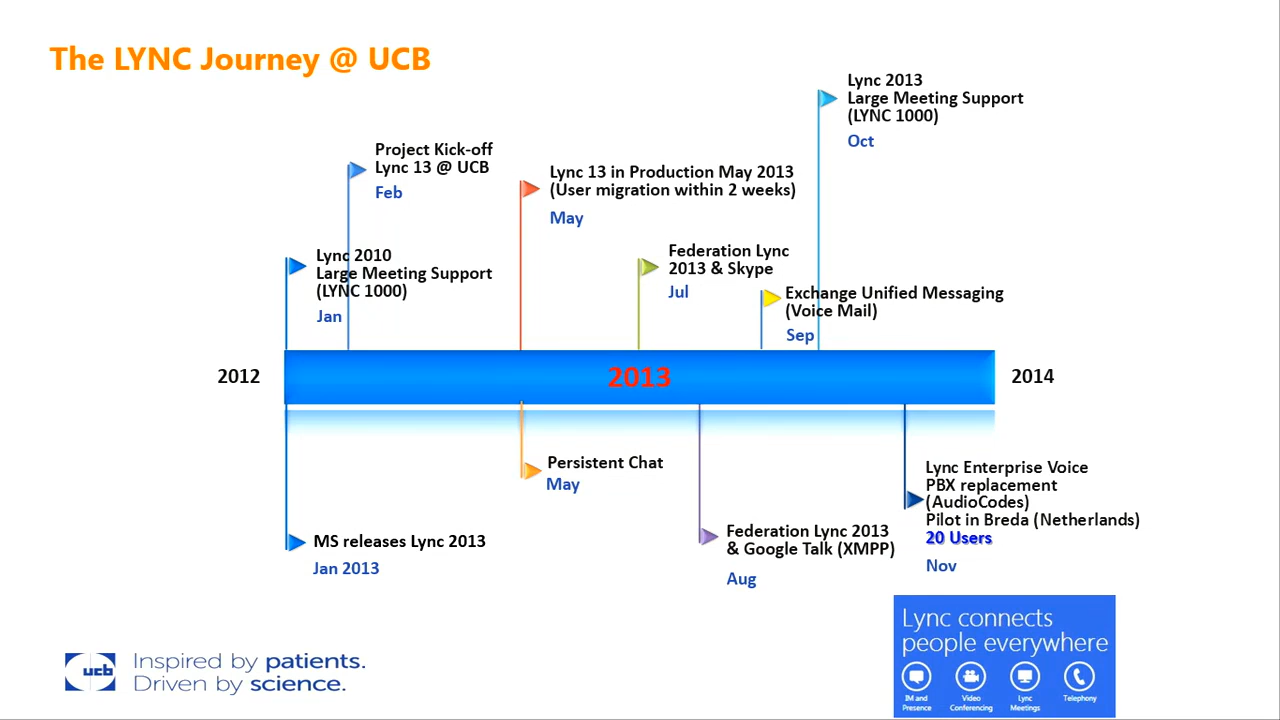 The LYNC Journey @ UCB
Lync 2013
Large Meeting Support
(LYNC 1000)
Oct
Project Kick-off
Lync 13 @ UCB
Feb
Lync 13 in Production May 2013
(User migration within 2 weeks)
May
Lync 2010
Large Meeting Support
(LYNC 1000)
Jan
Federation Lync
2013 & Skype
Jul
Exchange Unified Messaging
(Voice Mail)
Sep
2012
2013
2014
Persistent Chat
May
Lync Enterprise Voice
PBX replacement
(AudioCodes)
Pilot in Breda (Netherlands)
20 Users
Nov
MS releases Lync 2013
Jan 2013
Federation Lync 2013
& Google Talk (XMPP)
Aug
Lync connects
people everywhere
IM and
Presence
Video
Conferencing
Lync
Meetings
Telephony
ucb
Inspired by patients.
Driven by science.